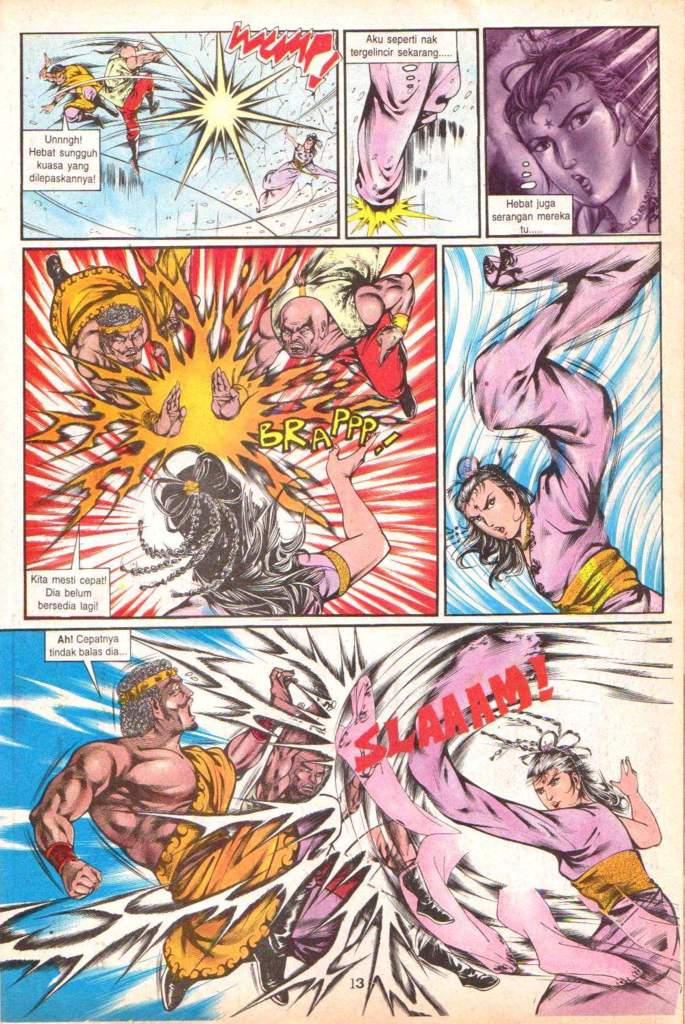 WUMP!
Unnngh!
Hebat sungguh
kuasa yang
dilepaskannya!
Aku seperti nak
tergelincir sekarang.....
Hebat juga
serangan mereka
tu.....
BRAPPP!
Kita mesti cepat!
Dia belum
bersedia lagi!
Ah! Cepatnya
tindak balas dia...
SLAAAM!
13